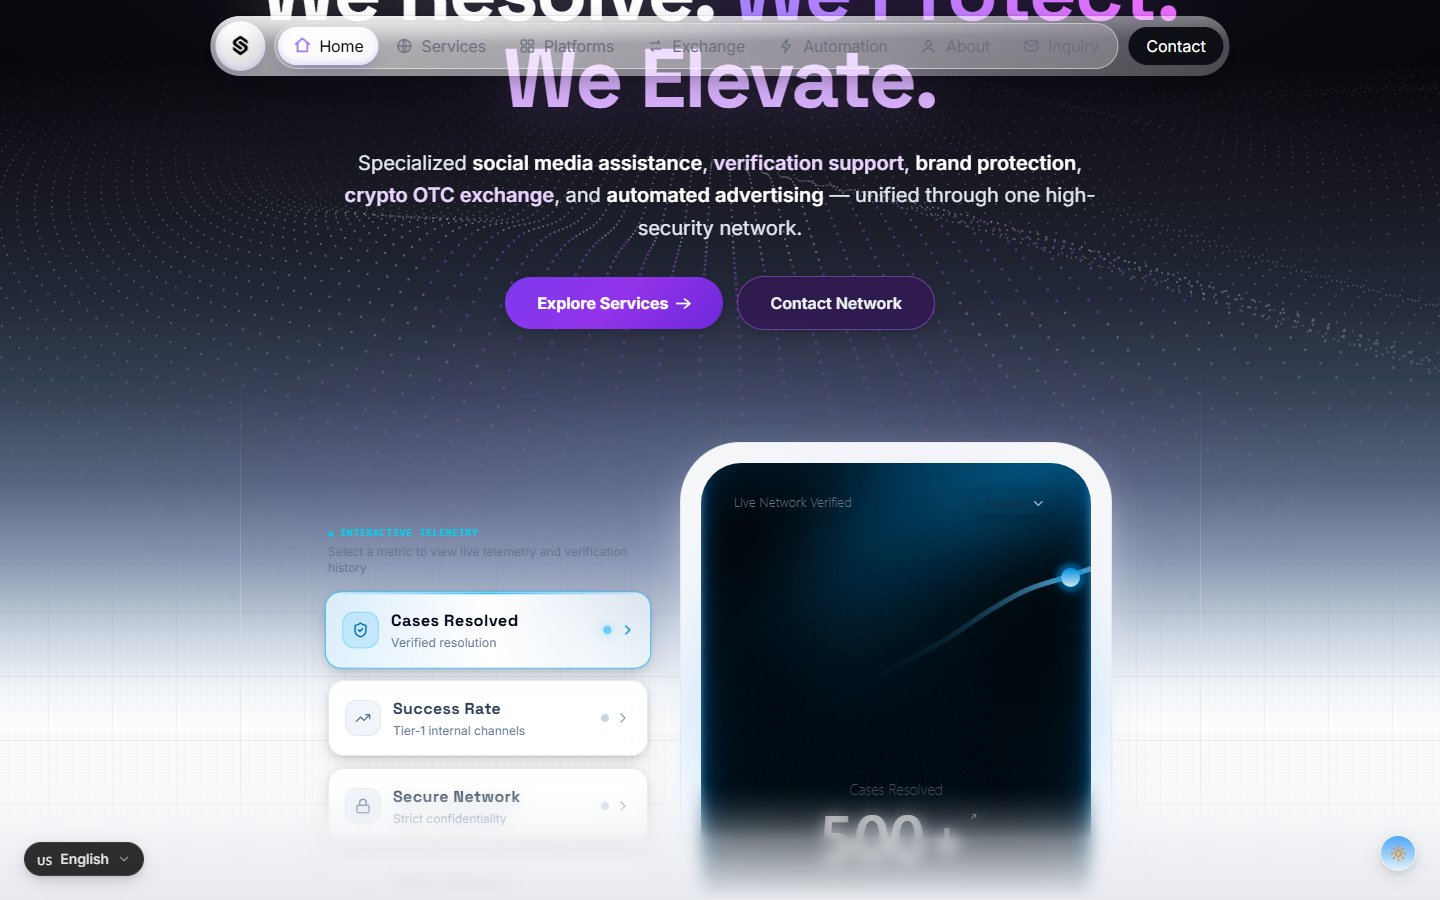 We Resolve. We Protect.
Home
Services
Platforms
Exchange
Automation
About
Inquiry
Contact
We Elevate.
Specialized social media assistance, verification support, brand protection,
crypto OTC exchange, and automated advertising — unified through one high-
security network.
Explore Services →
Contact Network
INTERACTIVE TELEMETRY
Select a metric to view live telemetry and verification
history
Cases Resolved
Verified resolution
Success Rate
Tier-1 internal channels
Secure Network
Strict confidentiality
Live Network Verified
Cases Resolved
500+
US English